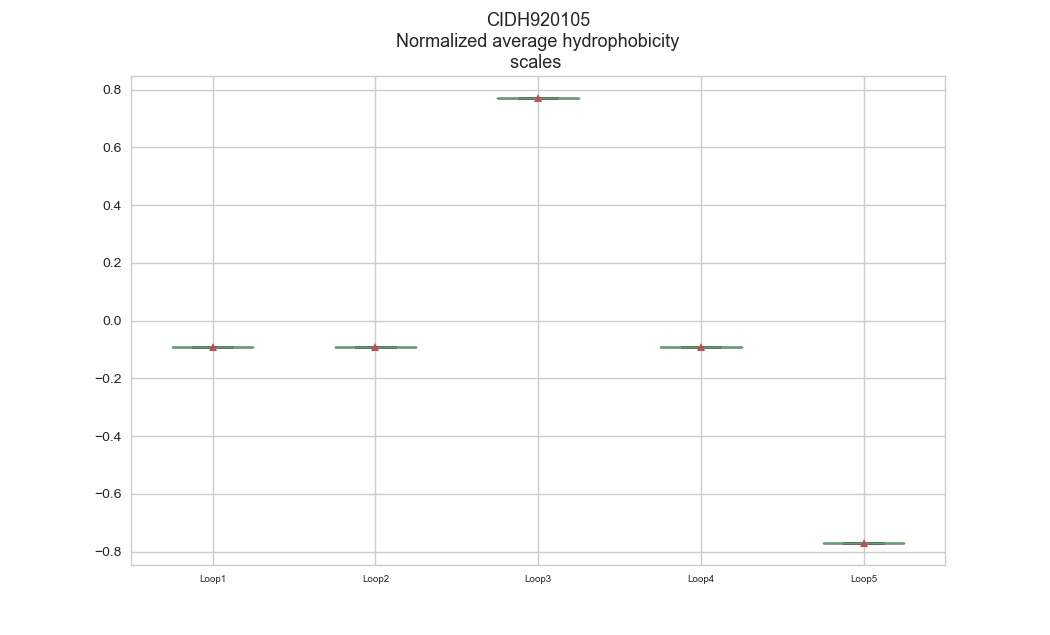 CIDH920105
Normalized average hydrophobicity
scales
0.8
0.6
0.4
0.2
0.0
−0.2
−0.4
−0.6
−0.8
Loop1 Loop2 Loop3 Loop4 Loop5